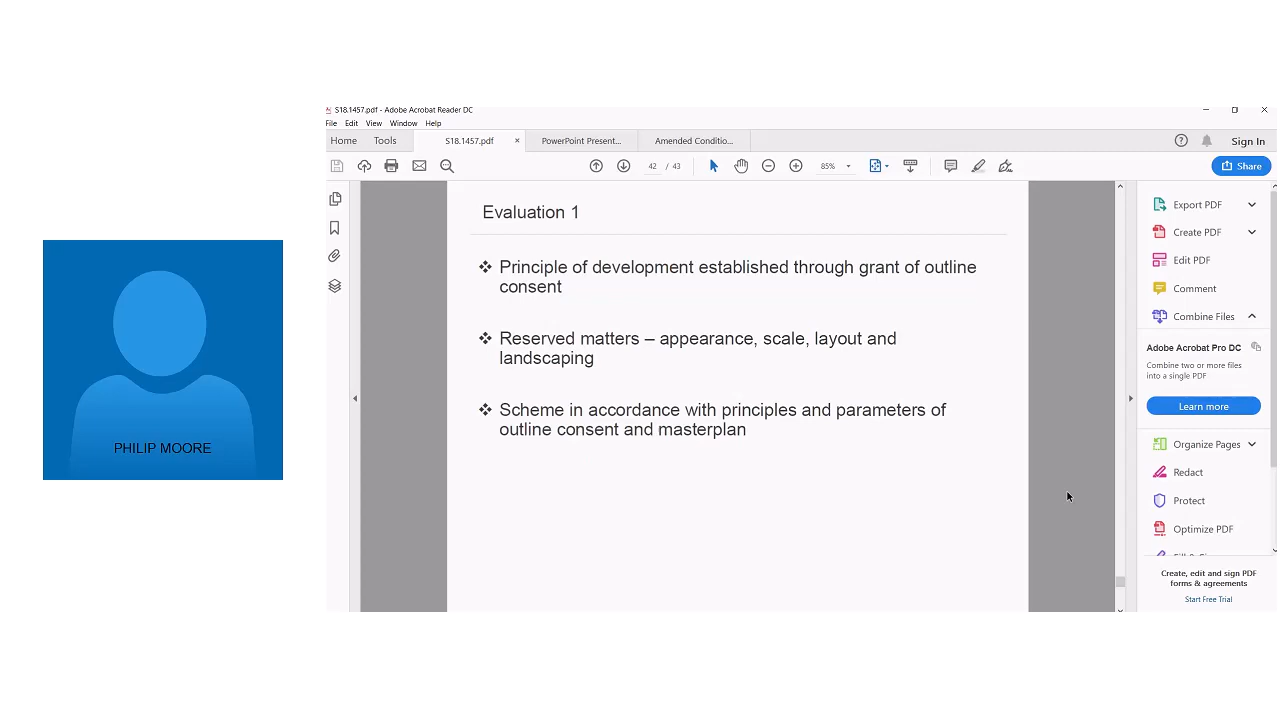 S18.1457.pdf - Adobe Acrobat Reader DC
File Edit View Window Help
Home Tools S18.1457.pdf × PowerPoint Present... Amended Conditio... Sign In
42 / 43 85% Share
PHILIP MOORE
Evaluation 1
❖ Principle of development established through grant of outline
consent
❖ Reserved matters – appearance, scale, layout and
landscaping
❖ Scheme in accordance with principles and parameters of
outline consent and masterplan
Export PDF
Create PDF
Edit PDF
Comment
Combine Files
Adobe Acrobat Pro DC
Combine two or more files
into a single PDF
Learn more
Organize Pages
Redact
Protect
Optimize PDF
Create, edit and sign PDF
forms & agreements
Start Free Trial